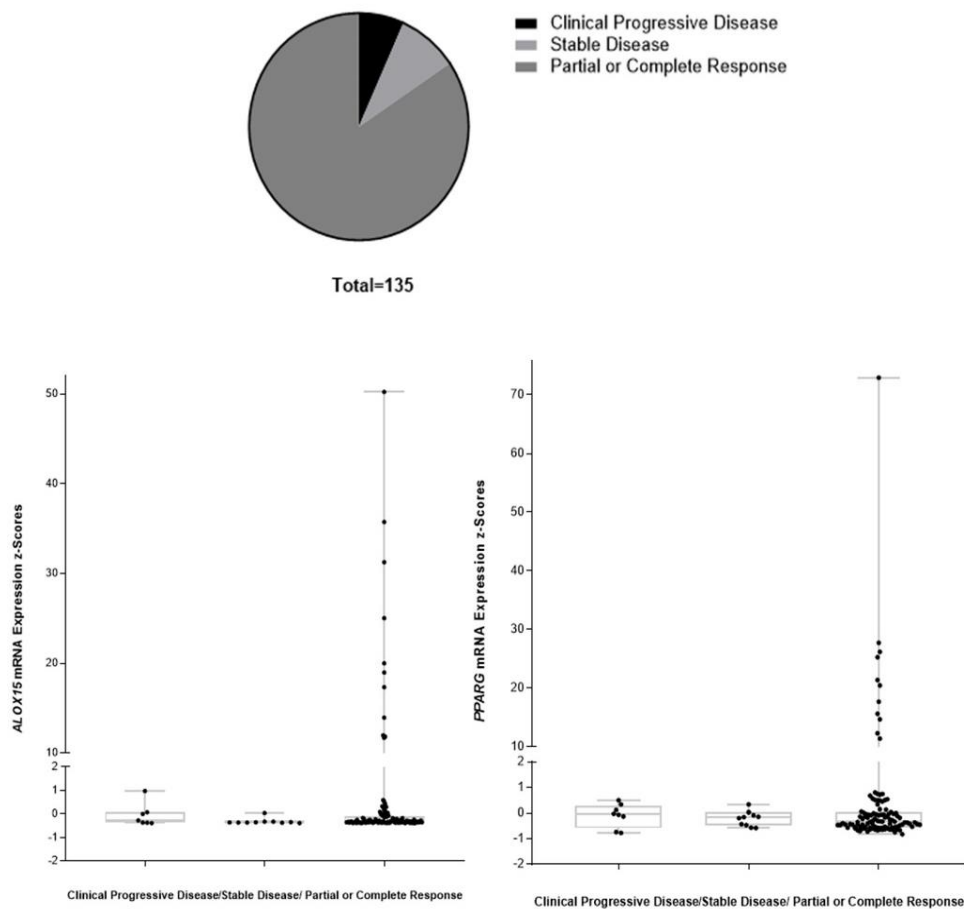 Clinical Progressive Disease
Stable Disease
Partial or Complete Response
Total=135
ALOX15 mRNA Expression z-Scores
50
40
30
20
10
2
1
0
-1
-2
Clinical Progressive Disease/Stable Disease/ Partial or Complete Response
PPARG mRNA Expression z-Scores
70
60
50
40
30
20
10
2
1
0
-1
-2
Clinical Progressive Disease/Stable Disease/ Partial or Complete Response